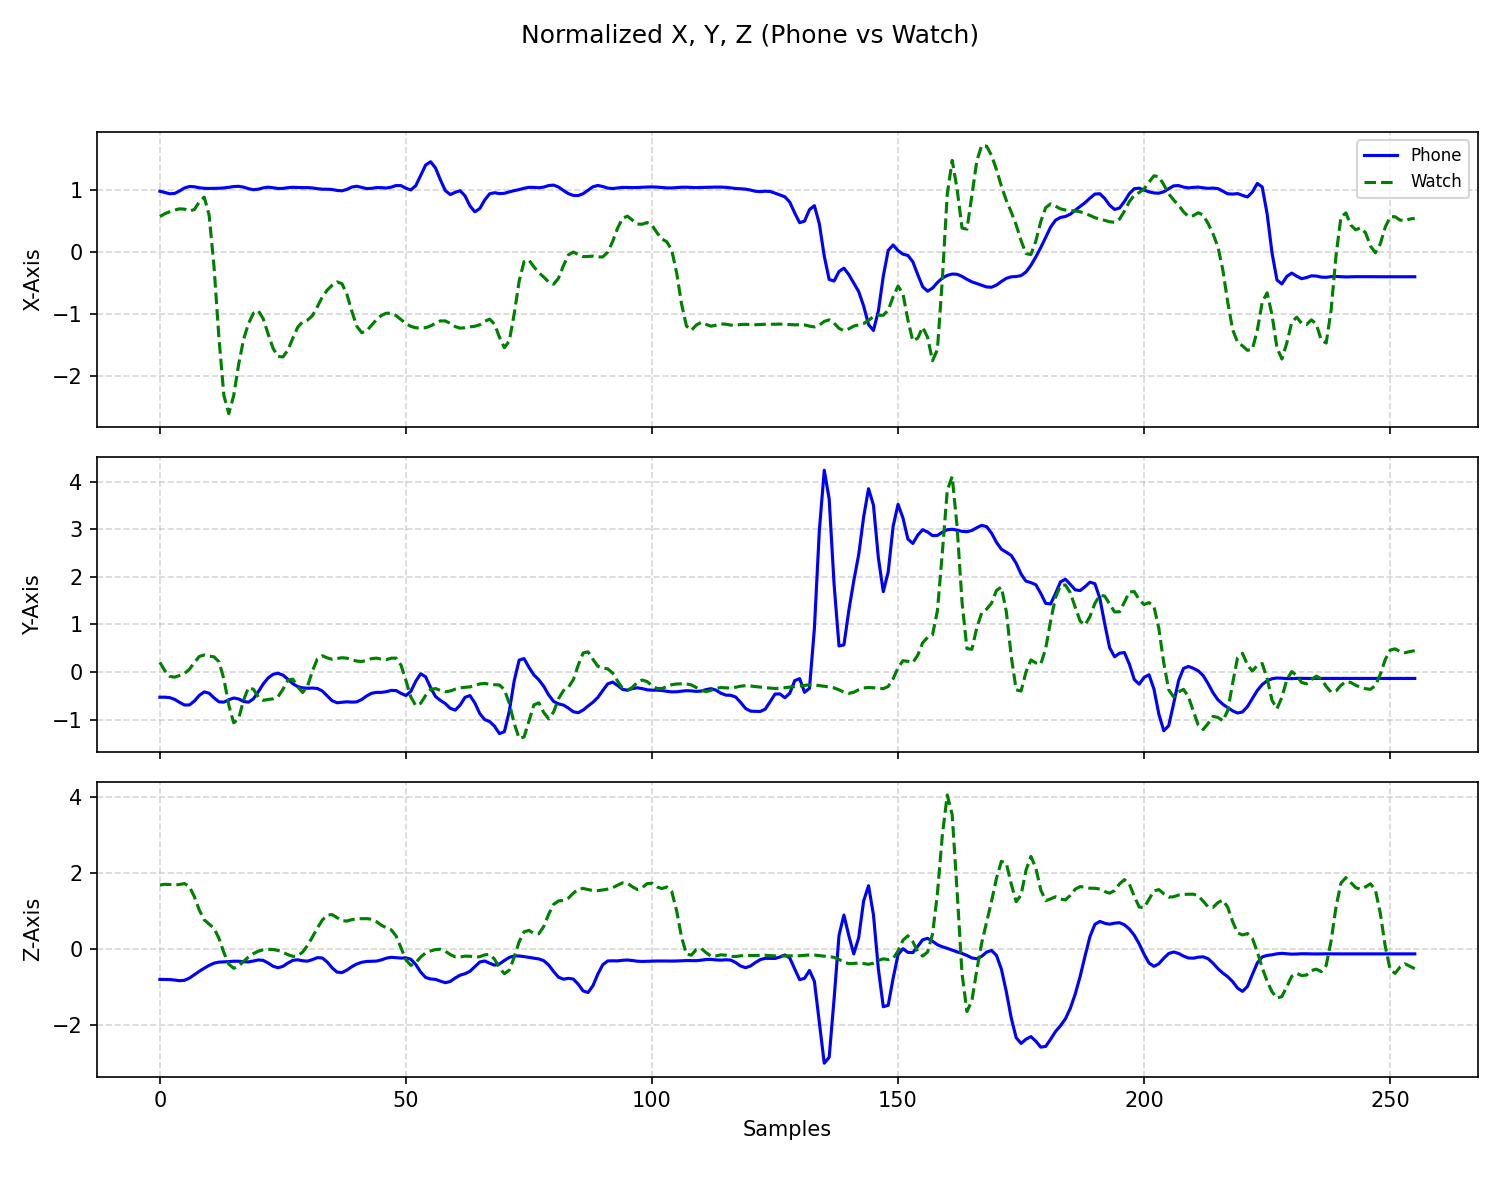 Normalized X, Y, Z (Phone vs Watch)
Phone
Watch
X-Axis
1
0
−1
−2
Y-Axis
4
3
2
1
0
−1
Z-Axis
4
2
0
−2
0 50 100 150 200 250
Samples